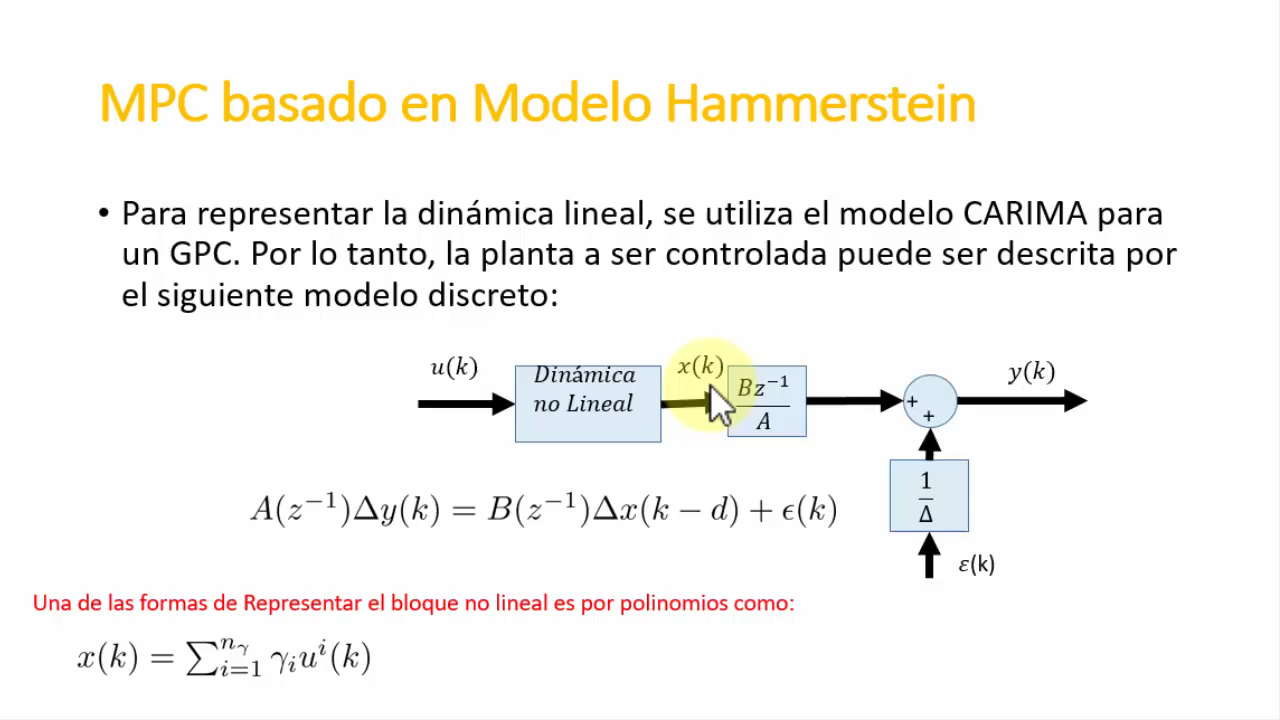 MPC basado en Modelo Hammerstein
• Para representar la dinámica lineal, se utiliza el modelo CARIMA para
un GPC. Por lo tanto, la planta a ser controlada puede ser descrita por
el siguiente modelo discreto:
u(k)
Dinámica
no Lineal
x(k)
Bz⁻¹
A
+
+
y(k)
1
Δ
ε(k)
A(z⁻¹)Δy(k) = B(z⁻¹)Δx(k − d) + ϵ(k)
Una de las formas de Representar el bloque no lineal es por polinomios como:
x(k) = ∑ᵢ₌₁^{n_γ} γᵢuⁱ(k)